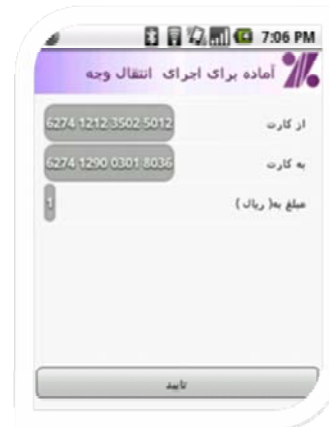 7:06 PM
آماده برای اجرای انتقال وجه
از کارت 6274 1212 3502 5012
به کارت 6274 1290 0301 8036
مبلغ به( ریال ) 1
تایید